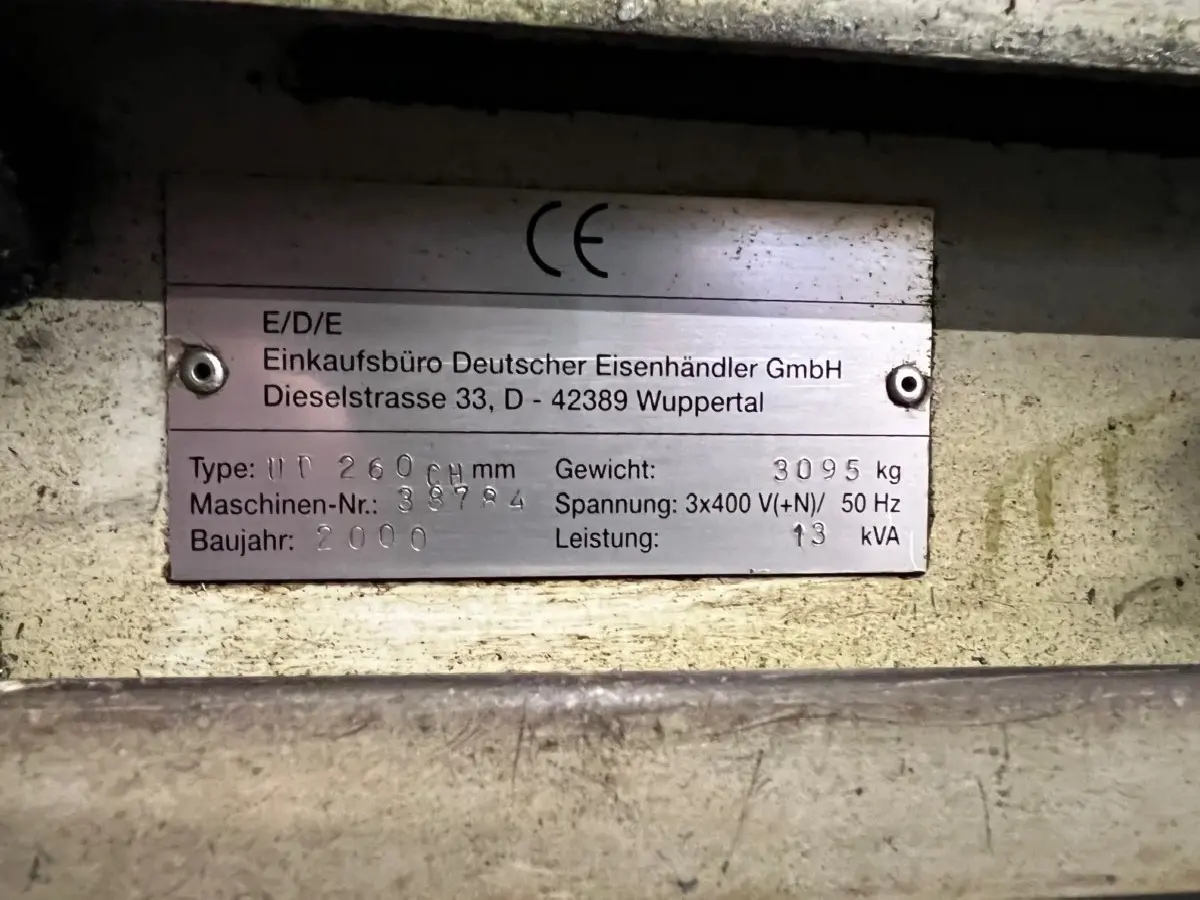 CE
E/D/E
Einkaufsbüro Deutscher Eisenhändler GmbH
Dieselstrasse 33, D - 42389 Wuppertal
Type: 260 CH mm Gewicht: 3095 kg
Maschinen-Nr.: 38784 Spannung: 3x400 V(+N)/ 50 Hz
Baujahr: 2000 Leistung: 13 kVA